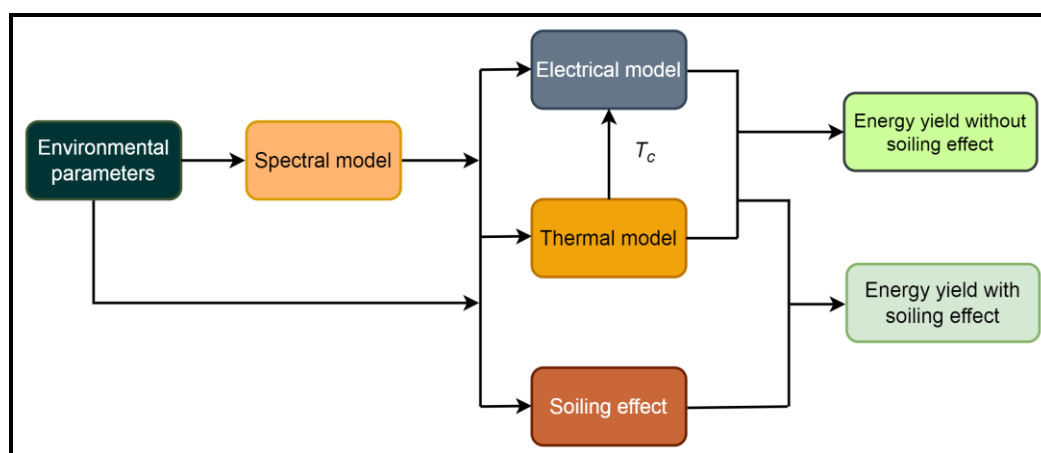 Electrical model
Energy yield without
soiling effect
Environmental
parameters
Spectral model
T_c
Thermal model
Energy yield with
soiling effect
Soiling effect